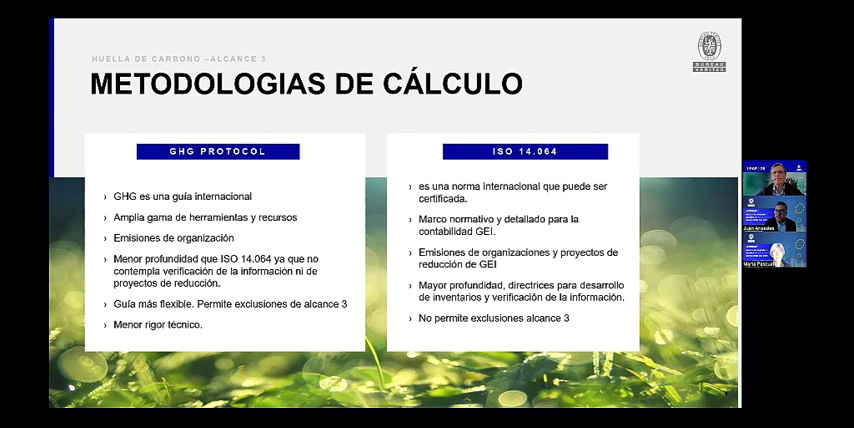 HUELLA DE CARBONO –ALCANCE 3
METODOLOGIAS DE CÁLCULO
BUREAU
VERITAS
GHG PROTOCOL
› GHG es una guía internacional
› Amplia gama de herramientas y recursos
› Emisiones de organización
› Menor profundidad que ISO 14.064 ya que no
contempla verificación de la información ni de
proyectos de reducción.
› Guía más flexible. Permite exclusiones de alcance 3
› Menor rigor técnico.
ISO 14.064
› es una norma internacional que puede ser
certificada.
› Marco normativo y detallado para la
contabilidad GEI.
› Emisiones de organizaciones y proyectos de
reducción de GEI
› Mayor profundidad, directrices para desarrollo
de inventarios y verificación de la información.
› No permite exclusiones alcance 3
Marta Pascual